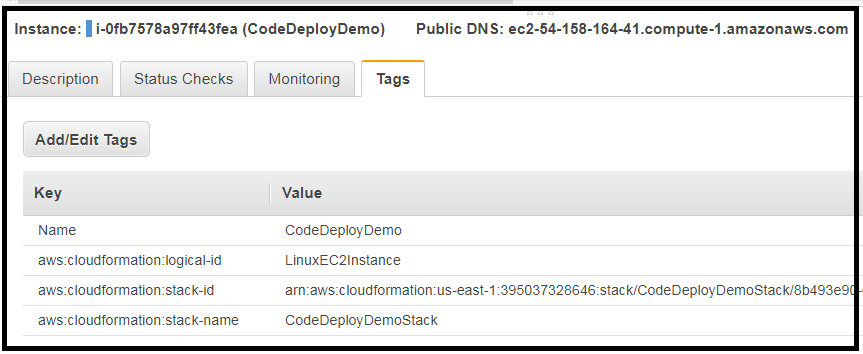 Instance: i-0fb7578a97ff43fea (CodeDeployDemo) Public DNS: ec2-54-158-164-41.compute-1.amazonaws.com
Description Status Checks Monitoring Tags
Add/Edit Tags
Key Value
Name CodeDeployDemo
aws:cloudformation:logical-id LinuxEC2Instance
aws:cloudformation:stack-id arn:aws:cloudformation:us-east-1:395037328646:stack/CodeDeployDemoStack/8b493e90-
aws:cloudformation:stack-name CodeDeployDemoStack